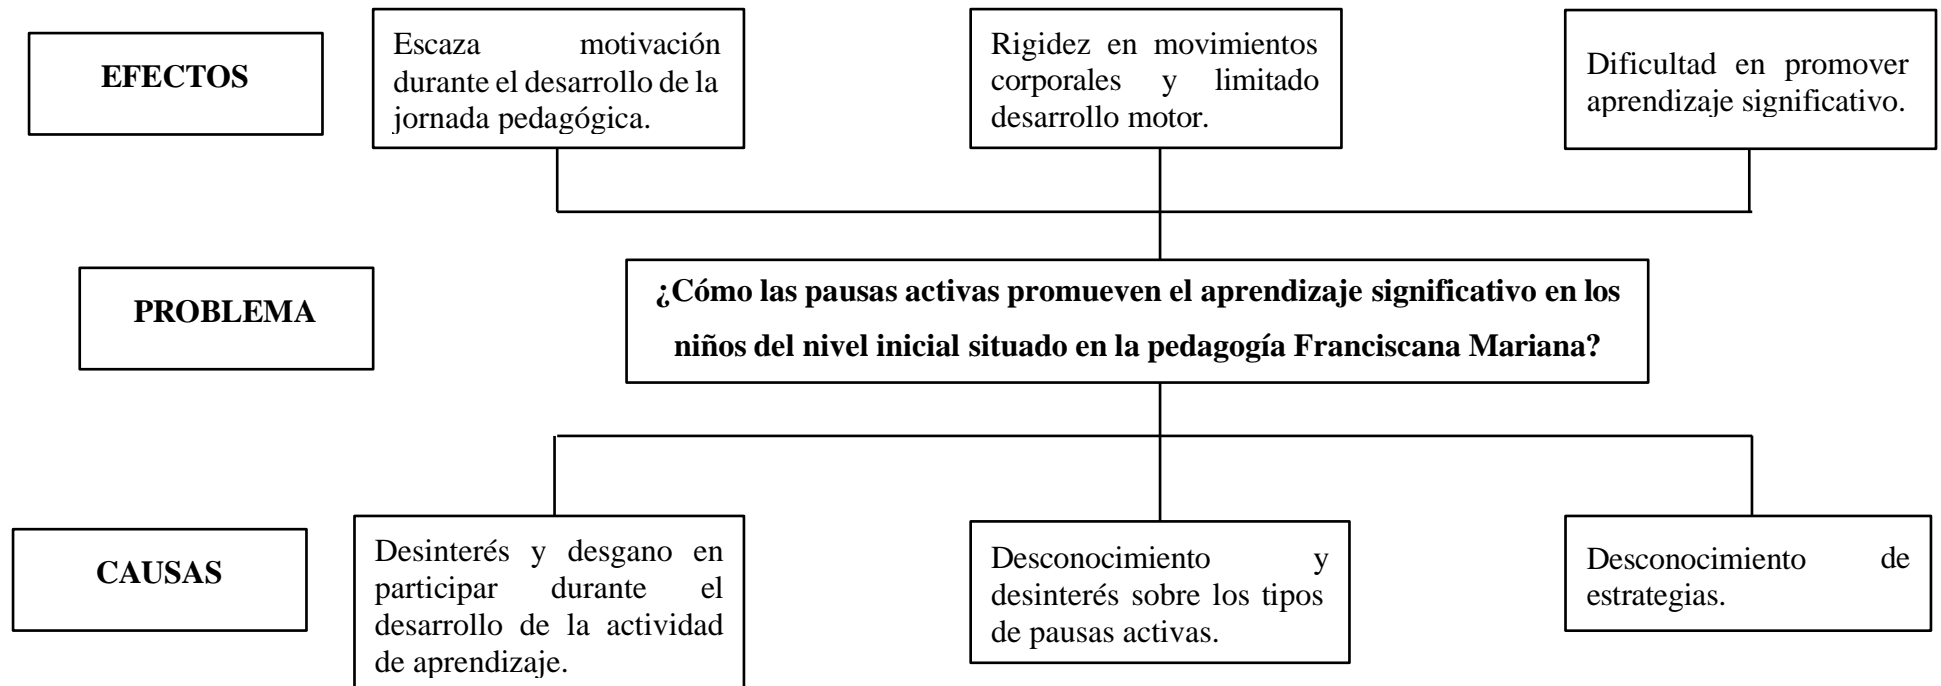 EFECTOS
Escaza motivación
durante el desarrollo de la
jornada pedagógica.
Rigidez en movimientos
corporales y limitado
desarrollo motor.
Dificultad en promover
aprendizaje significativo.
PROBLEMA
¿Cómo las pausas activas promueven el aprendizaje significativo en los
niños del nivel inicial situado en la pedagogía Franciscana Mariana?
CAUSAS
Desinterés y desgano en
participar durante el
desarrollo de la actividad
de aprendizaje.
Desconocimiento y
desinterés sobre los tipos
de pausas activas.
Desconocimiento de
estrategias.